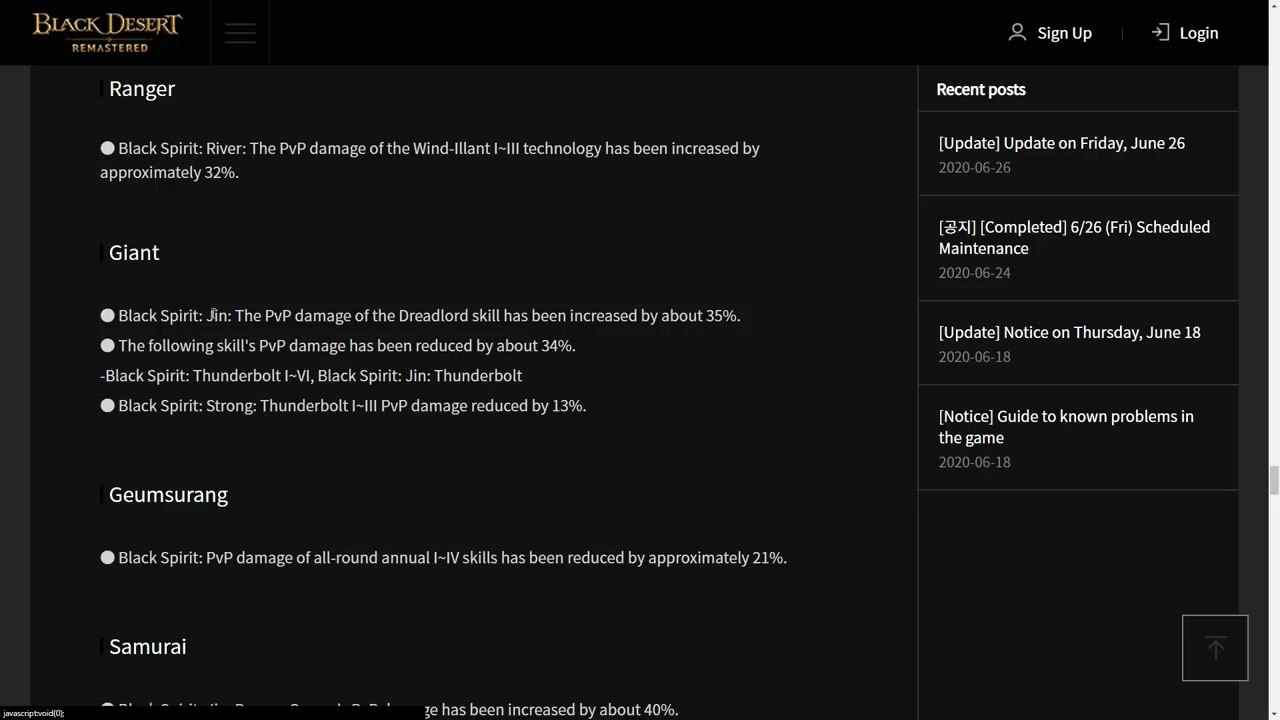 BLACK DESERT
REMASTERED
Sign Up
Login
Ranger
● Black Spirit: River: The PvP damage of the Wind-Illant I~III technology has been increased by
approximately 32%.
Giant
● Black Spirit: Jin: The PvP damage of the Dreadlord skill has been increased by about 35%.
● The following skill's PvP damage has been reduced by about 34%.
-Black Spirit: Thunderbolt I~VI, Black Spirit: Jin: Thunderbolt
● Black Spirit: Strong: Thunderbolt I~III PvP damage reduced by 13%.
Geumsurang
● Black Spirit: PvP damage of all-round annual I~IV skills has been reduced by approximately 21%.
Samurai
has been increased by about 40%.
Recent posts
[Update] Update on Friday, June 26
2020-06-26
[공지] [Completed] 6/26 (Fri) Scheduled
Maintenance
2020-06-24
[Update] Notice on Thursday, June 18
2020-06-18
[Notice] Guide to known problems in
the game
2020-06-18
javascript:void(0);